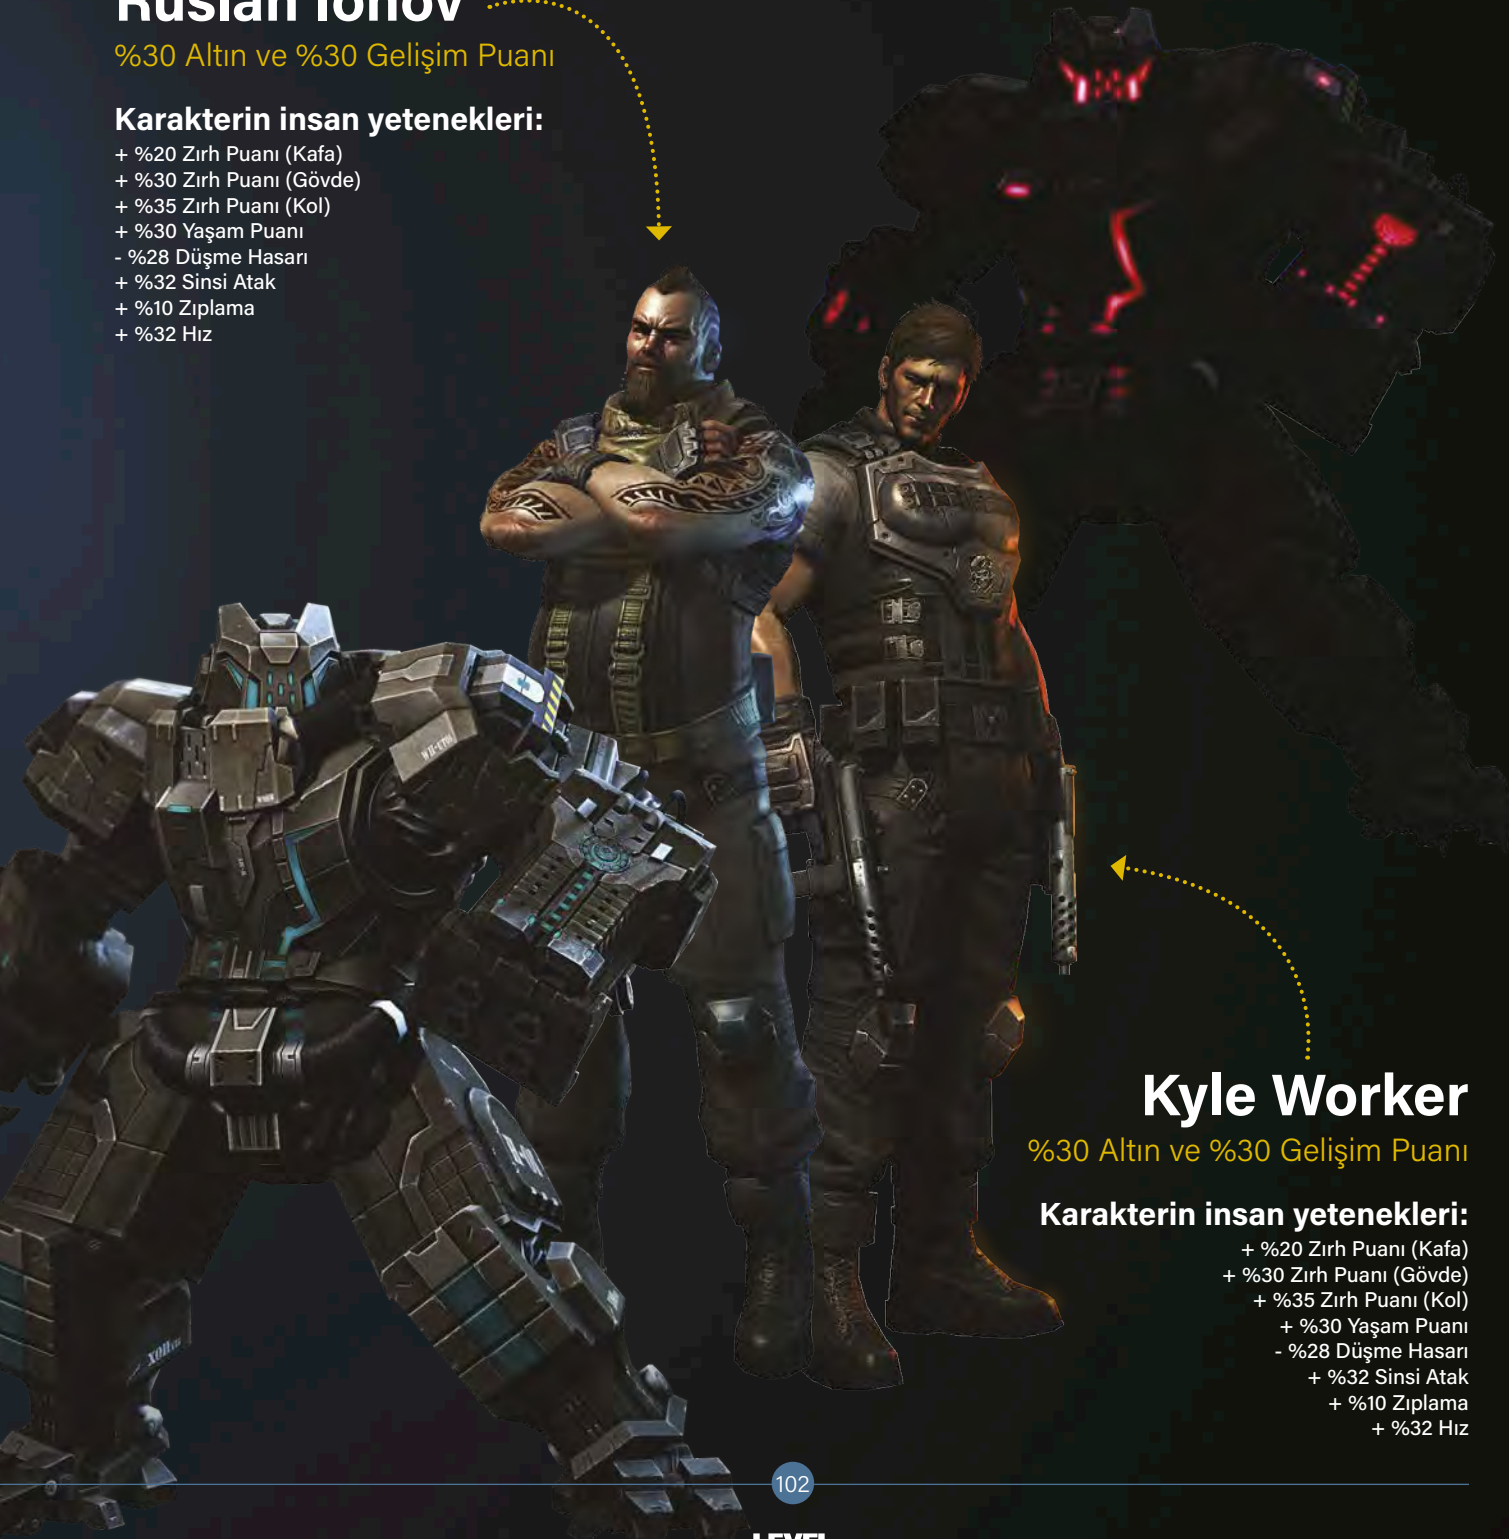 Ruslan Ionov
%30 Altın ve %30 Gelişim Puanı
Karakterin insan yetenekleri:
+ %20 Zırh Puanı (Kafa)
+ %30 Zırh Puanı (Gövde)
+ %35 Zırh Puanı (Kol)
+ %30 Yaşam Puanı
- %28 Düşme Hasarı
+ %32 Sinsi Atak
+ %10 Zıplama
+ %32 Hız
Kyle Worker
%30 Altın ve %30 Gelişim Puanı
Karakterin insan yetenekleri:
+ %20 Zırh Puanı (Kafa)
+ %30 Zırh Puanı (Gövde)
+ %35 Zırh Puanı (Kol)
+ %30 Yaşam Puanı
- %28 Düşme Hasarı
+ %32 Sinsi Atak
+ %10 Zıplama
+ %32 Hız
102
LEVEL